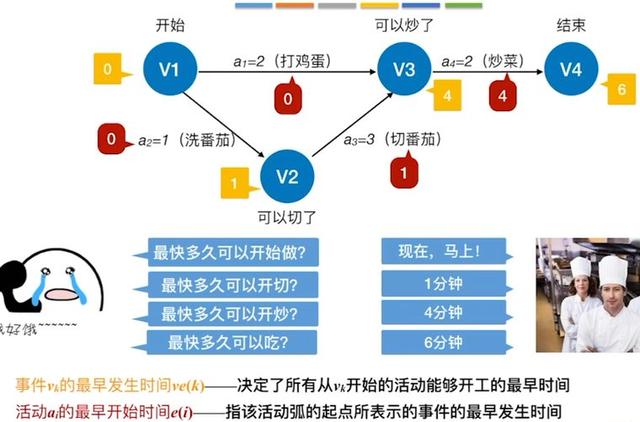 开始
可以炒了
结束
0
V1
a₁=2（打鸡蛋）
0
V3
4
a₄=2（炒菜）
4
V4
6
0
a₂=1（洗番茄）
a₃=3（切番茄）
1
1
V2
可以切了
最快多久可以开始做?
现在，马上!
最快多久可以开切?
1分钟
最快多久可以开炒?
4分钟
最快多久可以吃?
6分钟
好饿~~~~~~
事件vₖ的最早发生时间ve(k)——决定了所有从vₖ开始的活动能够开工的最早时间
活动aᵢ的最早开始时间e(i)——指该活动弧的起点所表示的事件的最早发生时间